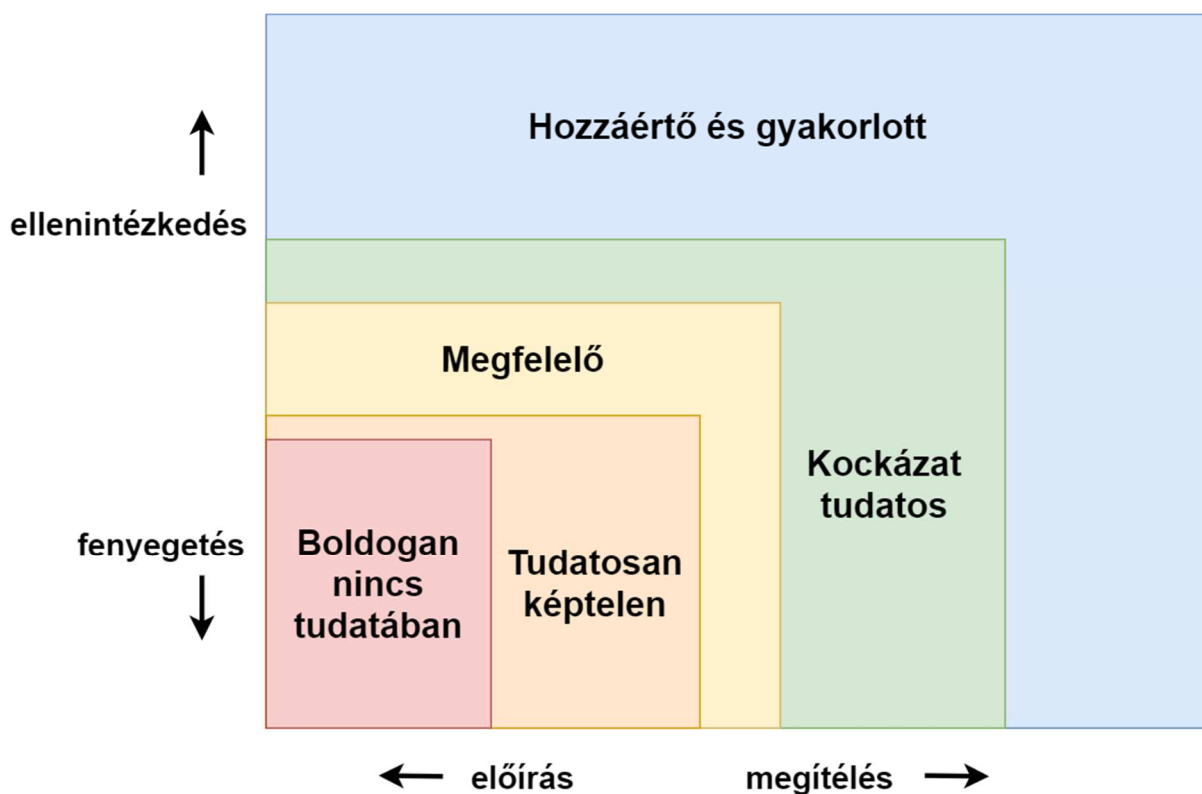 Hozzáértő és gyakorlott
ellenintézkedés
Megfelelő
Kockázat
tudatos
fenyegetés
Boldogan
nincs
tudatában
Tudatosan
képtelen
előírás
megítélés